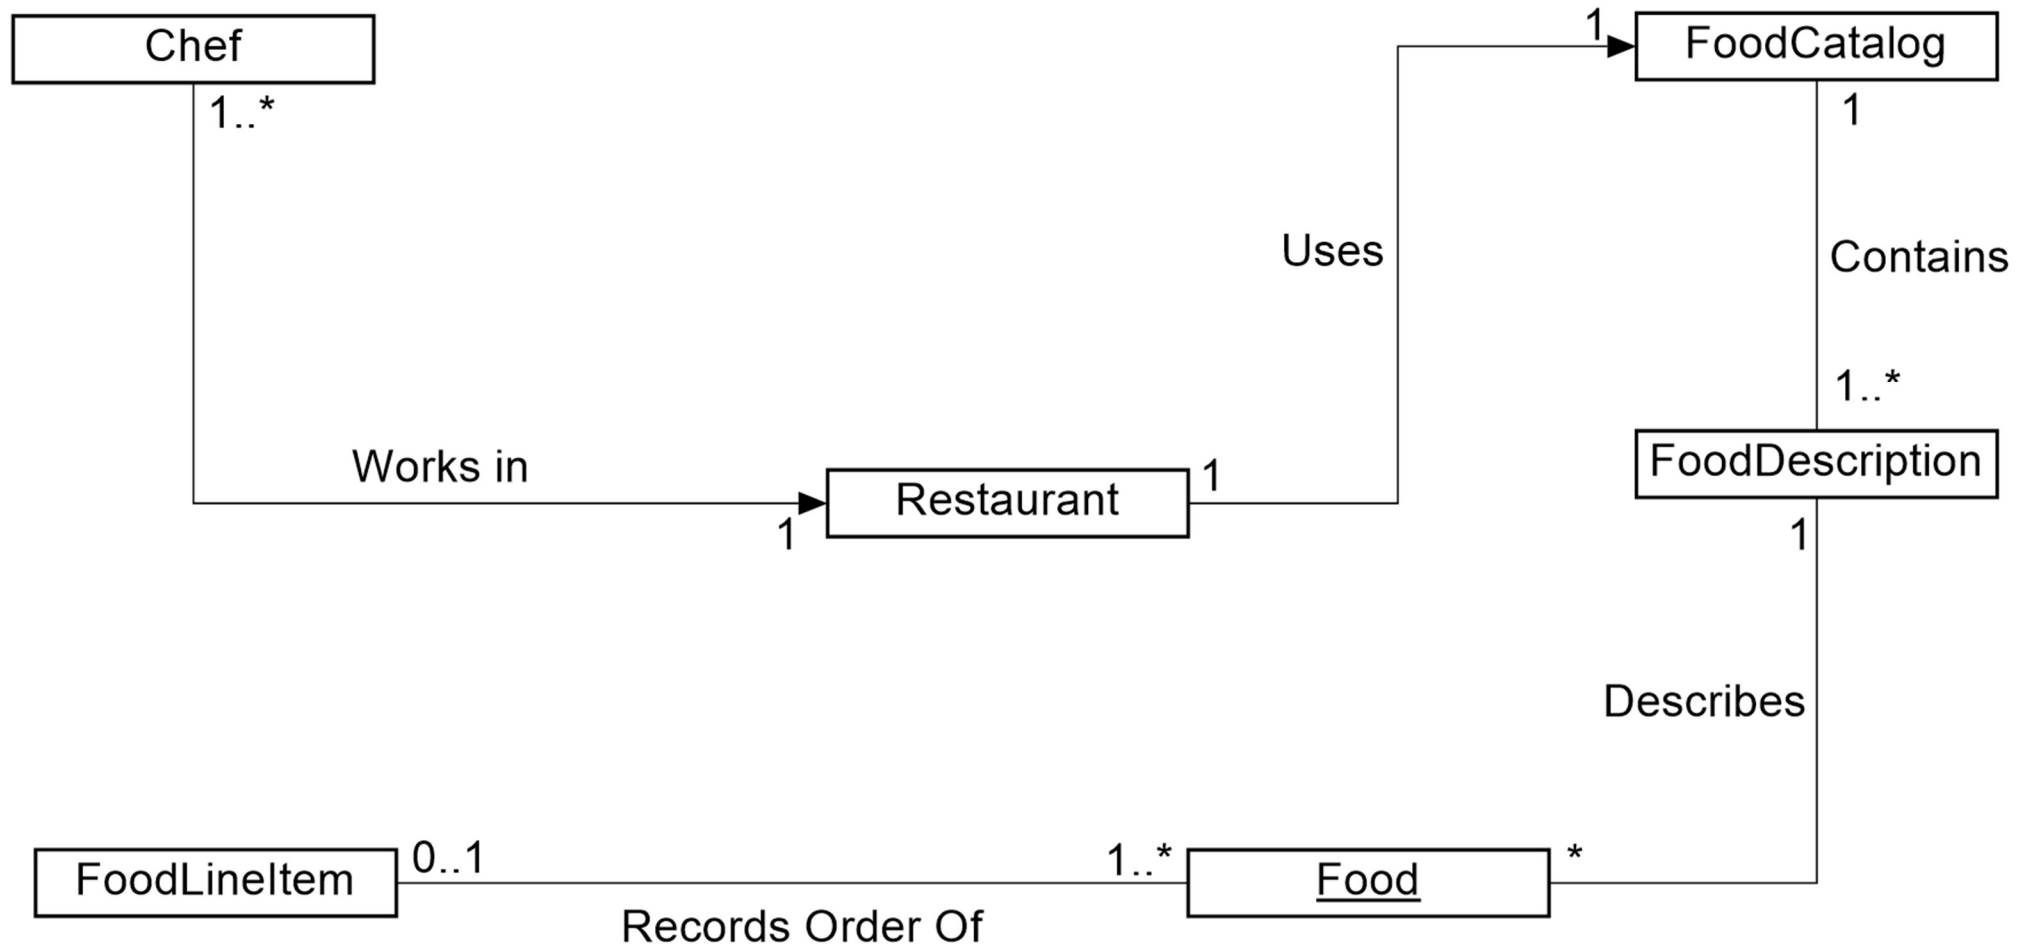 Chef
1..*
Works in
1
Restaurant
1
Uses
1
FoodCatalog
1
Contains
1..*
FoodDescription
1
Describes
*
Food
1..*
Records Order Of
0..1
FoodLineItem